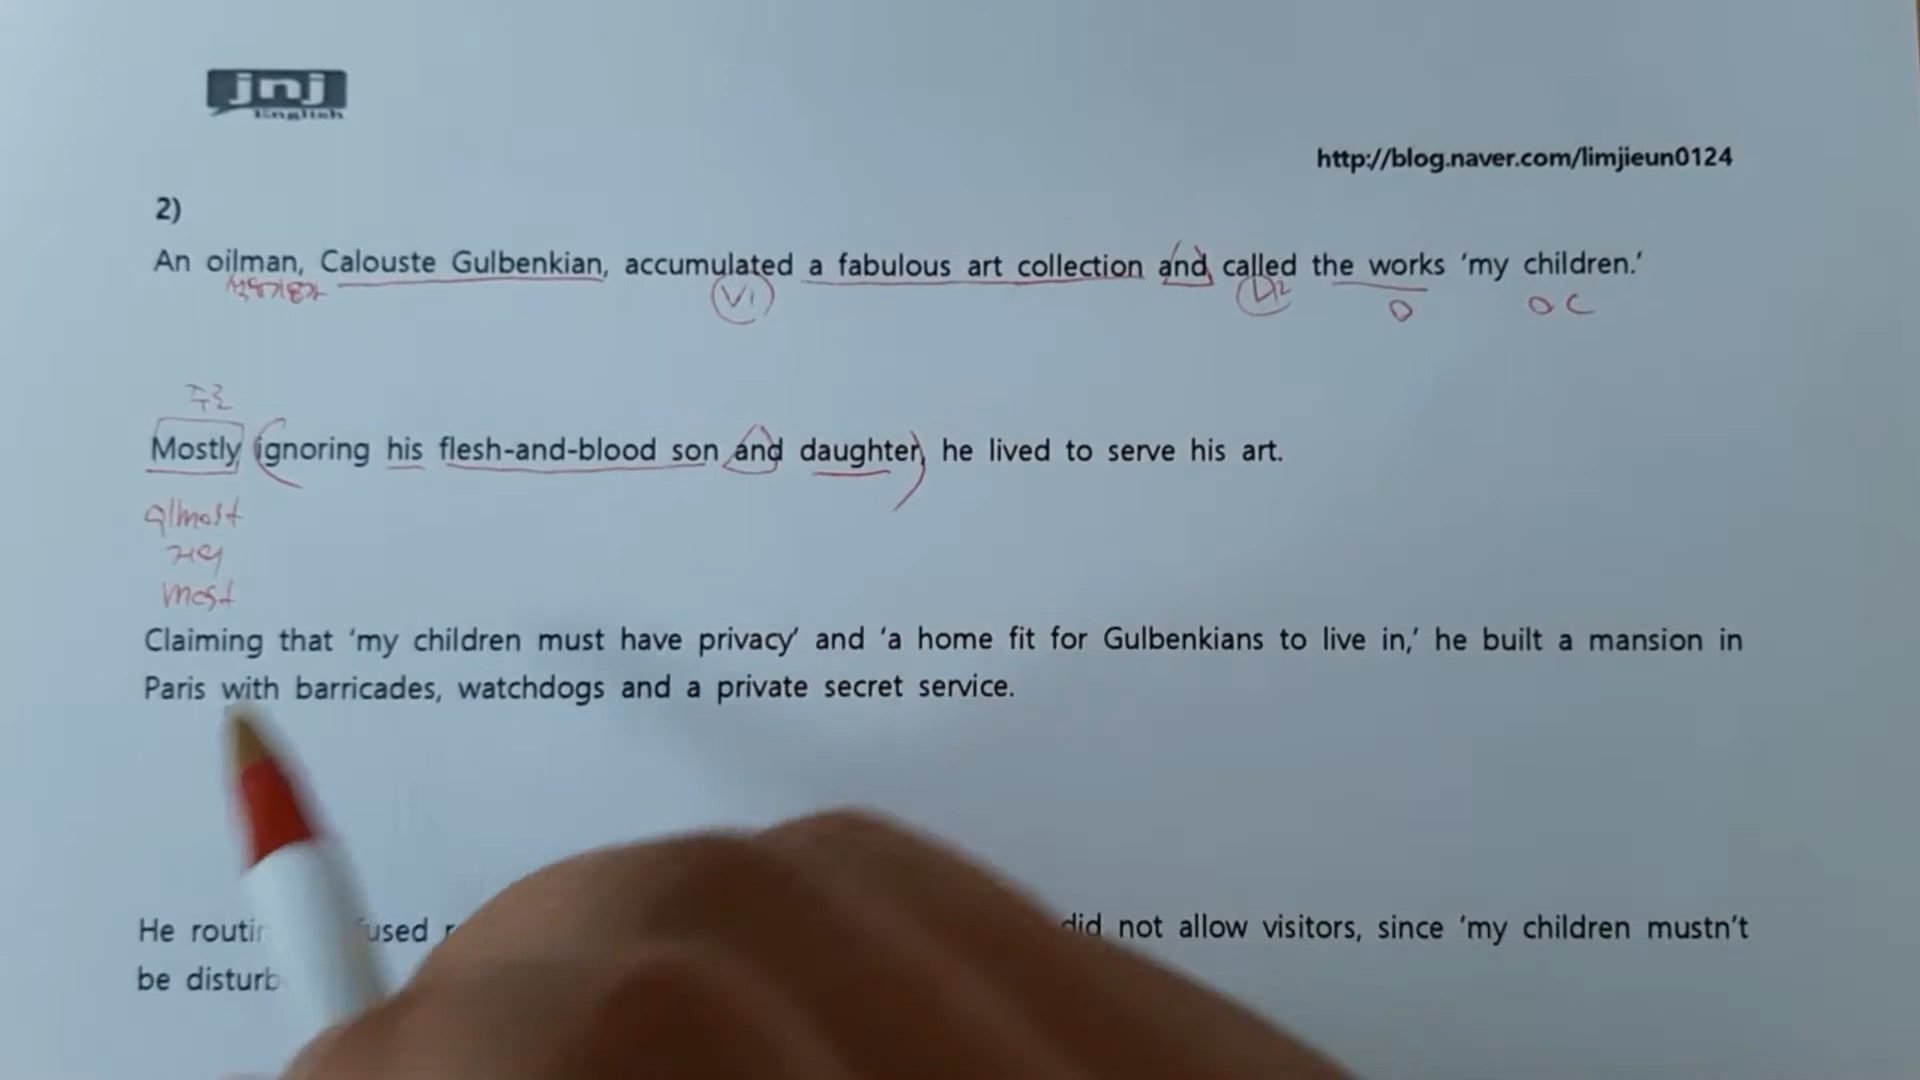 jnj
English
http://blog.naver.com/limjieun0124
2)
An oilman, Calouste Gulbenkian, accumulated a fabulous art collection and called the works ‘my children.’
V1 O OC
주로
Mostly ignoring his flesh-and-blood son and daughter, he lived to serve his art.
almost
거의
most
Claiming that ‘my children must have privacy’ and ‘a home fit for Gulbenkians to live in,’ he built a mansion in
Paris with barricades, watchdogs and a private secret service.
He did not allow visitors, since ‘my children mustn't
be